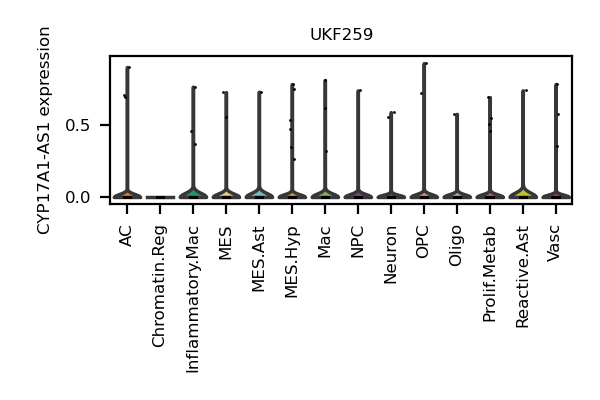 UKF259
CYP17A1-AS1 expression
0.5
0.0
AC
Chromatin.Reg
Inflammatory.Mac
MES
MES.Ast
MES.Hyp
Mac
NPC
Neuron
OPC
Oligo
Prolif.Metab
Reactive.Ast
Vasc